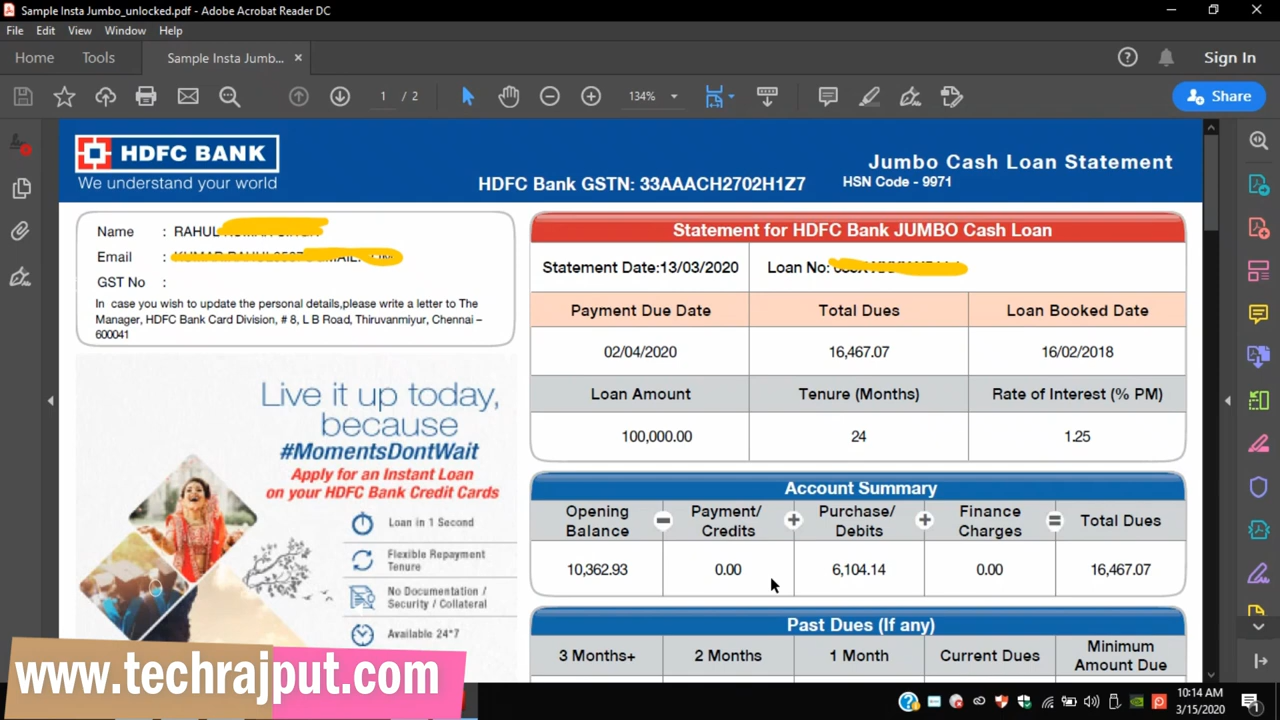 Sample Insta Jumbo_unlocked.pdf - Adobe Acrobat Reader DC
File Edit View Window Help
Home Tools Sample Insta Jumb... × Sign In
1 / 2 134% Share
HDFC BANK
We understand your world
Jumbo Cash Loan Statement
HDFC Bank GSTN: 33AAACH2702H1Z7
HSN Code - 9971
Name : RAHUL
Email :
GST No :
In case you wish to update the personal details,please write a letter to The
Manager, HDFC Bank Card Division, # 8, L B Road, Thiruvanmiyur, Chennai –
600041
Statement for HDFC Bank JUMBO Cash Loan
Statement Date:13/03/2020 Loan No:
Payment Due Date Total Dues Loan Booked Date
02/04/2020 16,467.07 16/02/2018
Loan Amount Tenure (Months) Rate of Interest (% PM)
100,000.00 24 1.25
Live it up today,
because
#MomentsDontWait
Apply for an Instant Loan
on your HDFC Bank Credit Cards
Loan in 1 Second
Flexible Repayment
Tenure
No Documentation /
Security / Collateral
Available 24*7
Account Summary
Opening Balance − Payment/ Credits + Purchase/ Debits + Finance Charges = Total Dues
10,362.93 0.00 6,104.14 0.00 16,467.07
Past Dues (If any)
3 Months+ 2 Months 1 Month Current Dues Minimum Amount Due
www.techrajput.com
10:14 AM
3/15/2020